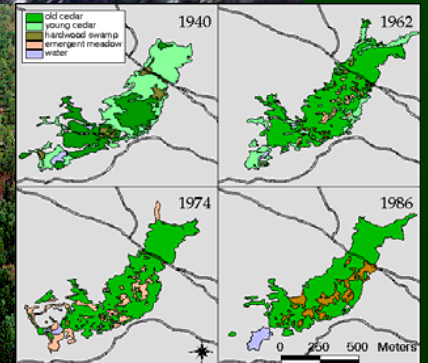 old cedar
young cedar
hardwood swamp
emergent meadow
water
1940
1962
1974
1986
0 250 500 Meters